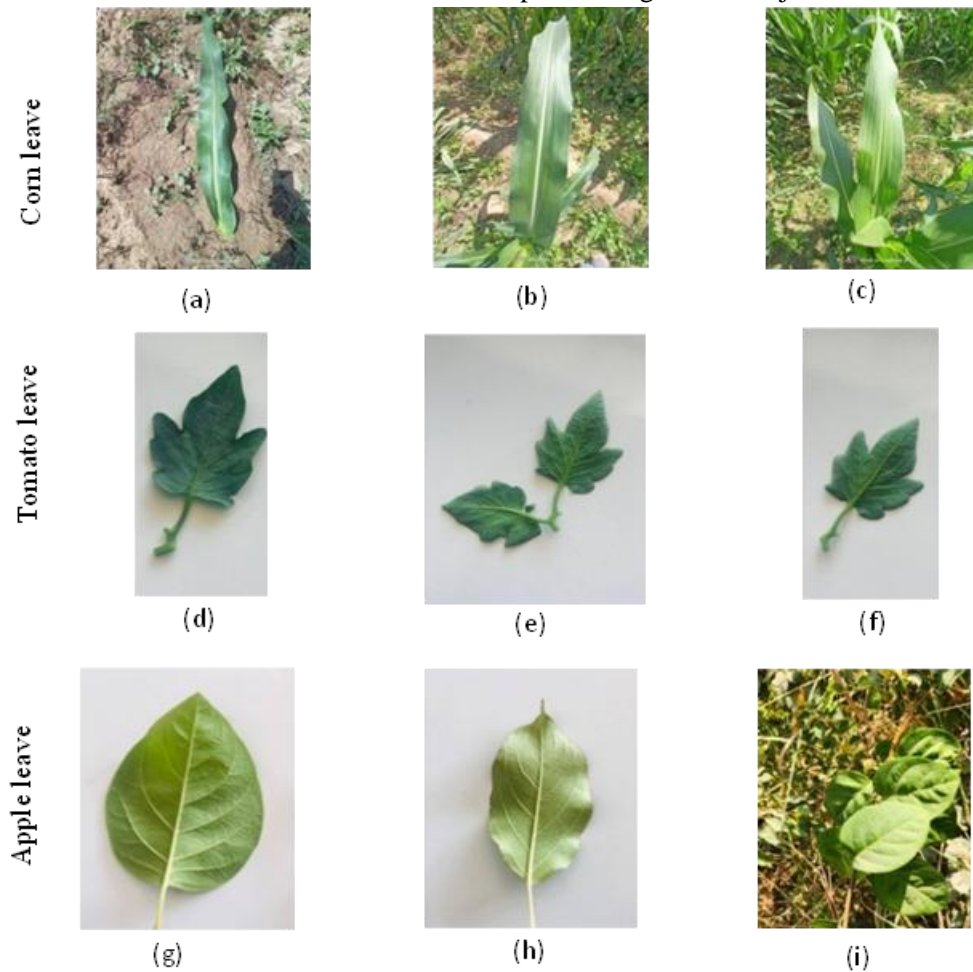 Corn leave
(a)
(b)
(c)
Tomato leave
(d)
(e)
(f)
Apple leave
(g)
(h)
(i)